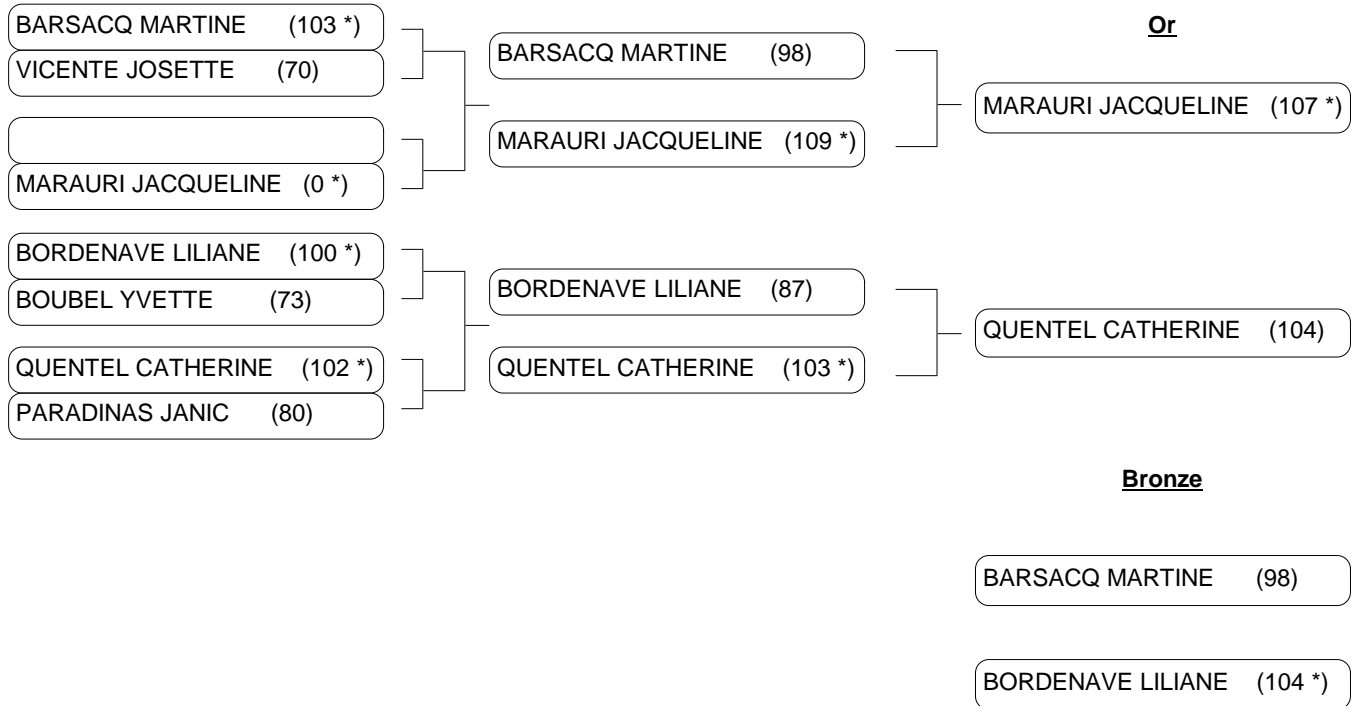 BARSACQ MARTINE (103 *)
VICENTE JOSETTE (70)
MARAURI JACQUELINE (0 *)
BORDENAVE LILIANE (100 *)
BOUBEL YVETTE (73)
QUENTEL CATHERINE (102 *)
PARADINAS JANIC (80)
BARSACQ MARTINE (98)
MARAURI JACQUELINE (109 *)
BORDENAVE LILIANE (87)
QUENTEL CATHERINE (103 *)
Or
MARAURI JACQUELINE (107 *)
QUENTEL CATHERINE (104)
Bronze
BARSACQ MARTINE (98)
BORDENAVE LILIANE (104 *)